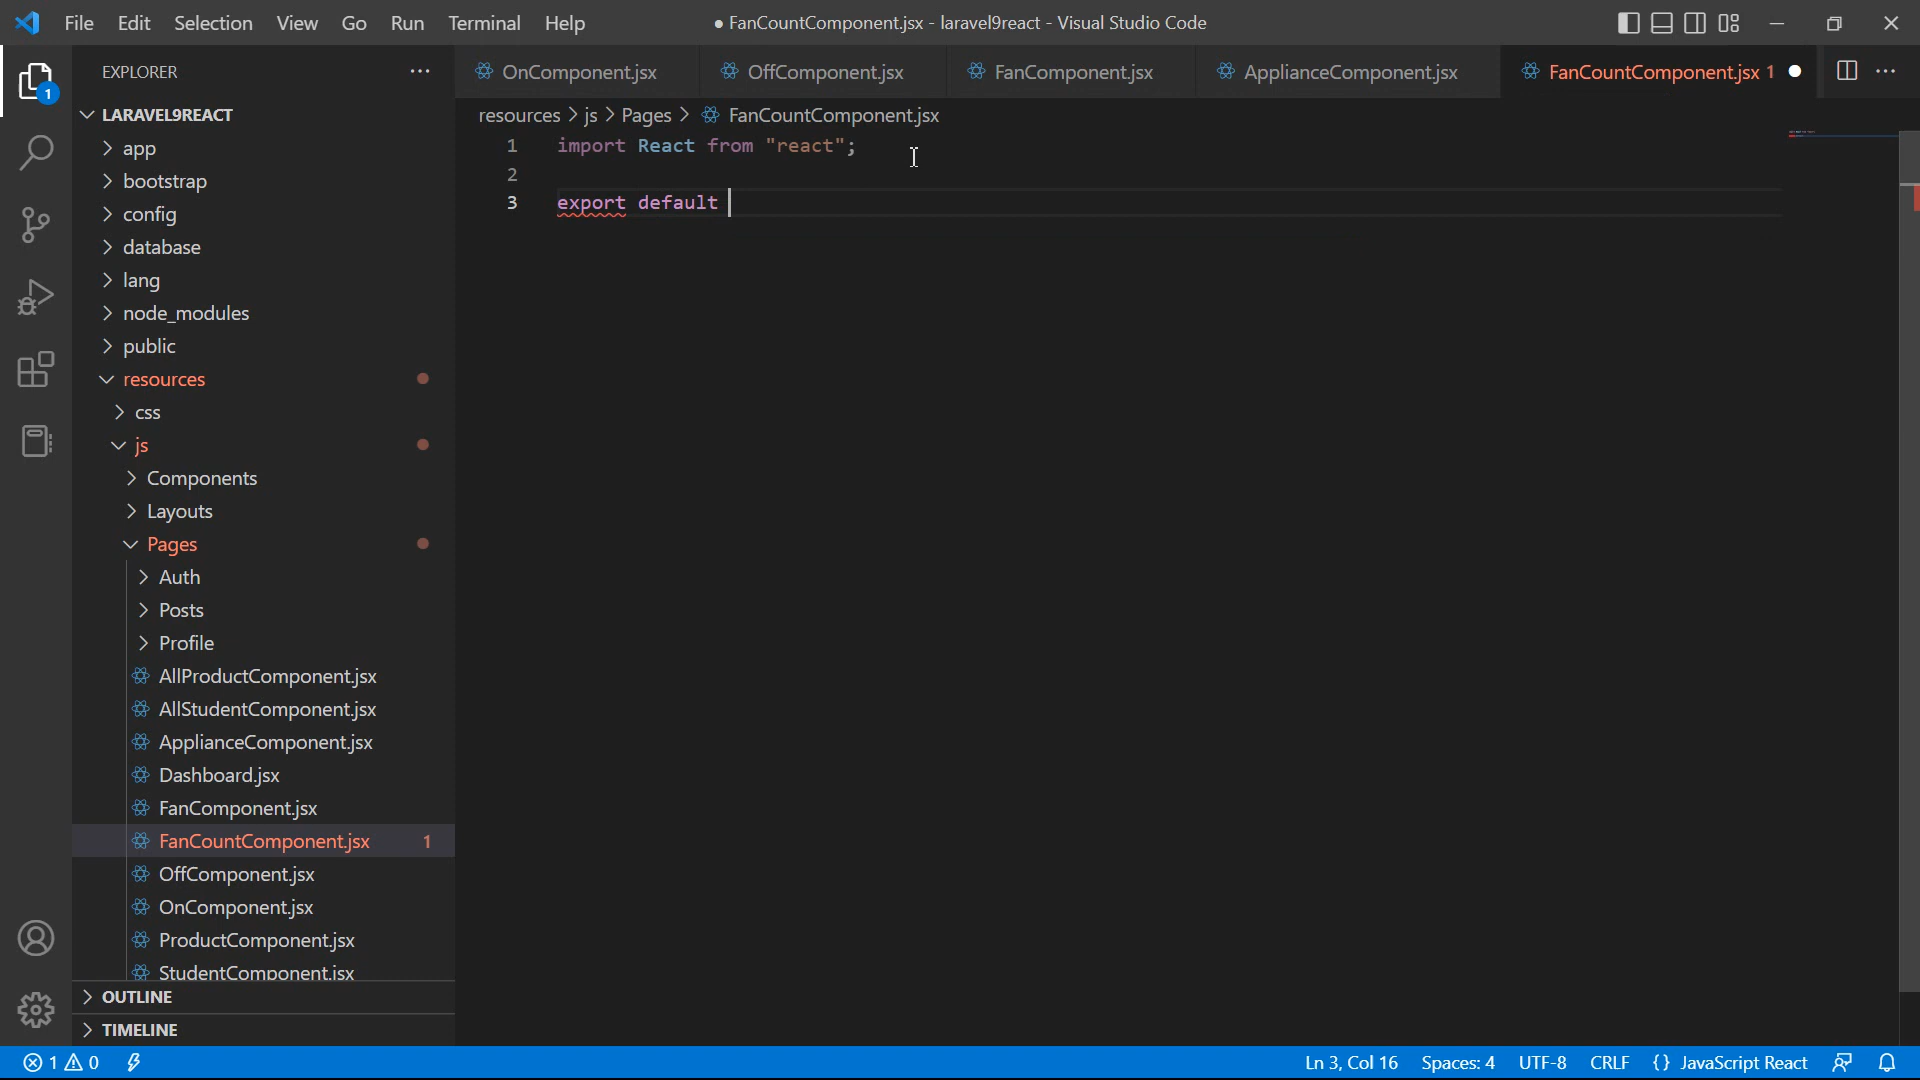 File Edit Selection View Go Run Terminal Help
● FanCountComponent.jsx - laravel9react - Visual Studio Code
EXPLORER
OnComponent.jsx
OffComponent.jsx
FanComponent.jsx
ApplianceComponent.jsx
FanCountComponent.jsx 1
1
LARAVEL9REACT
resources > js > Pages > FanCountComponent.jsx
app
bootstrap
config
database
lang
node_modules
public
resources
css
js
Components
Layouts
Pages
Auth
Posts
Profile
AllProductComponent.jsx
AllStudentComponent.jsx
ApplianceComponent.jsx
Dashboard.jsx
FanComponent.jsx
FanCountComponent.jsx 1
OffComponent.jsx
OnComponent.jsx
ProductComponent.jsx
StudentComponent.jsx
OUTLINE
TIMELINE
1 import React from "react";
2
3 export default
1 0
Ln 3, Col 16 Spaces: 4 UTF-8 CRLF {} JavaScript React